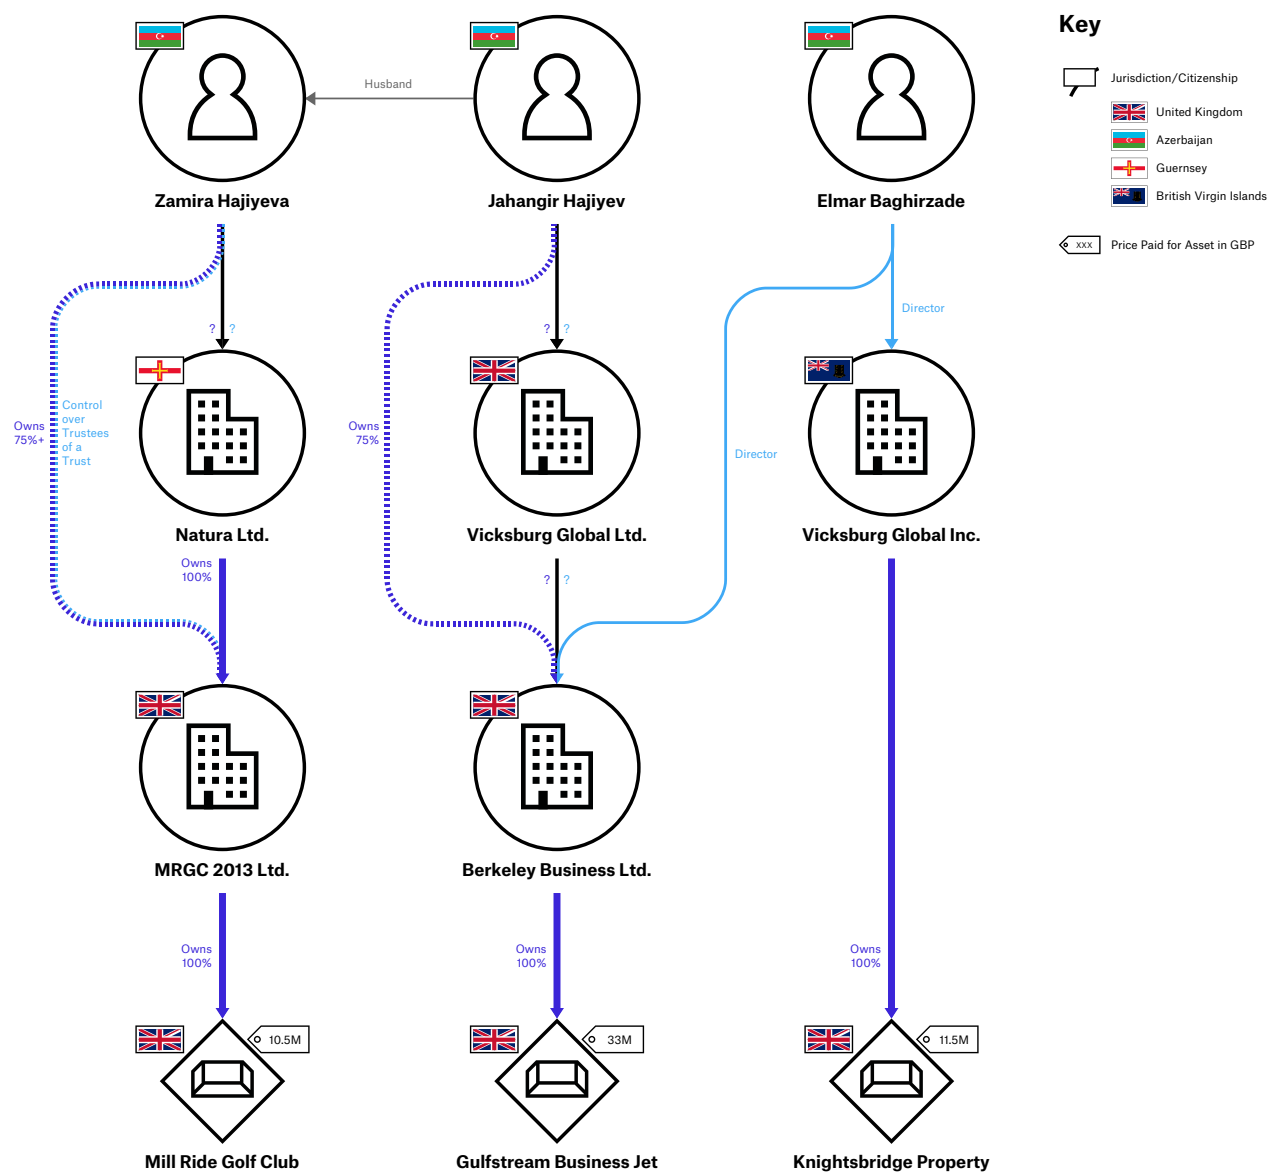 Key
Jurisdiction/Citizenship
United Kingdom
Azerbaijan
Guernsey
British Virgin Islands
xxx
Price Paid for Asset in GBP
Husband
Zamira Hajiyeva
Jahangir Hajiyev
Elmar Baghirzade
Director
? ?
? ?
Owns
75%+
Control
over
Trustees
of a
Trust
Owns
75%
Director
Natura Ltd.
Vicksburg Global Ltd.
Vicksburg Global Inc.
Owns
100%
? ?
MRGC 2013 Ltd.
Berkeley Business Ltd.
Owns
100%
Owns
100%
Owns
100%
10.5M
33M
11.5M
Mill Ride Golf Club
Gulfstream Business Jet
Knightsbridge Property